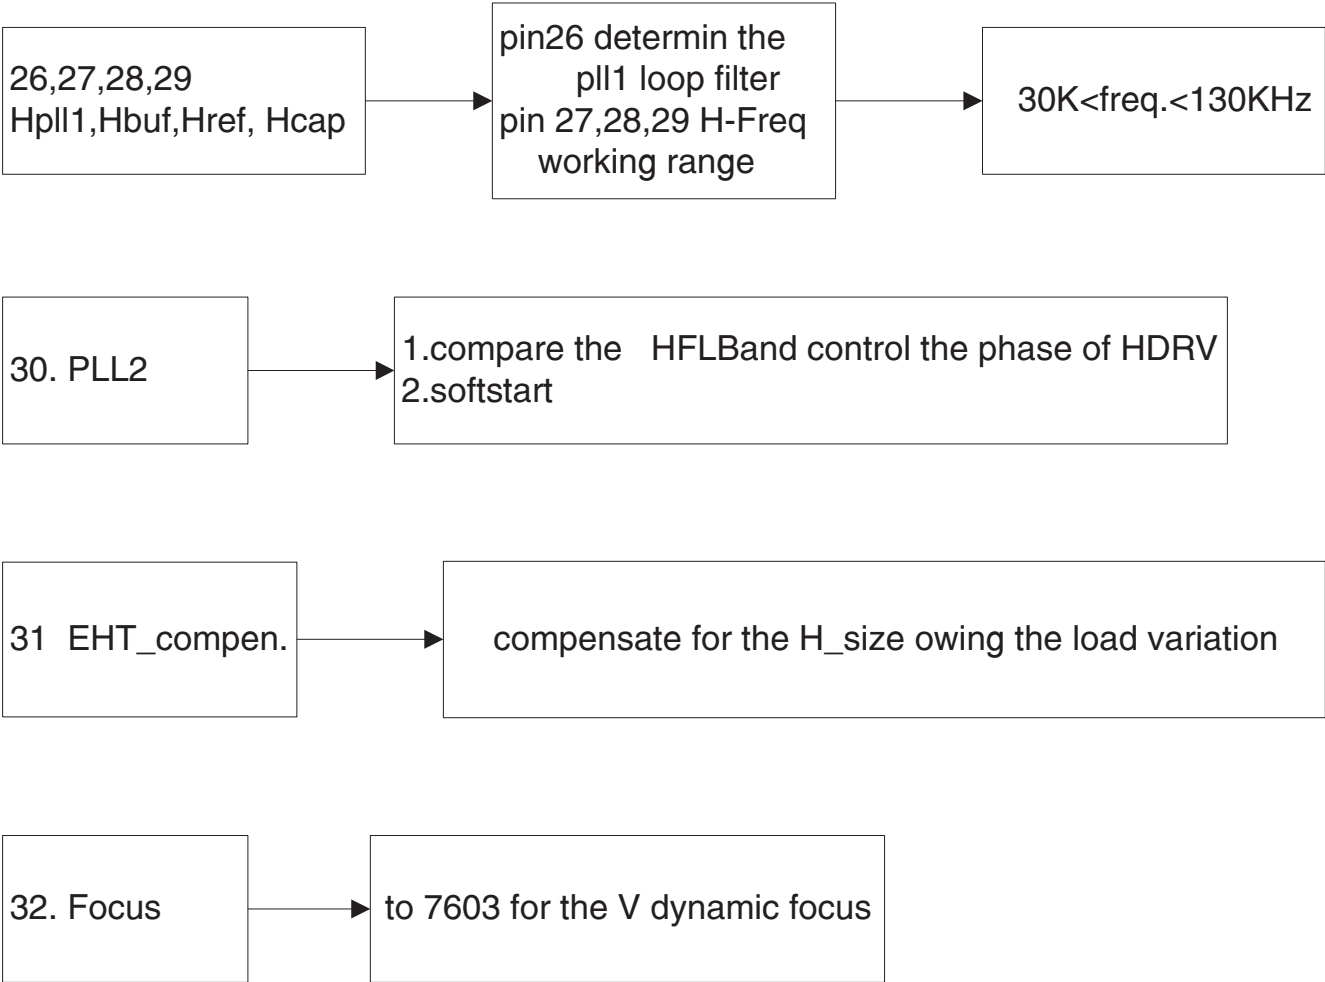 26,27,28,29
Hpll1,Hbuf,Href, Hcap
pin26 determin the
pll1 loop filter
pin 27,28,29 H-Freq
working range
30K<freq.<130KHz
30. PLL2
1.compare the HFLBand control the phase of HDRV
2.softstart
31 EHT_compen.
compensate for the H_size owing the load variation
32. Focus
to 7603 for the V dynamic focus